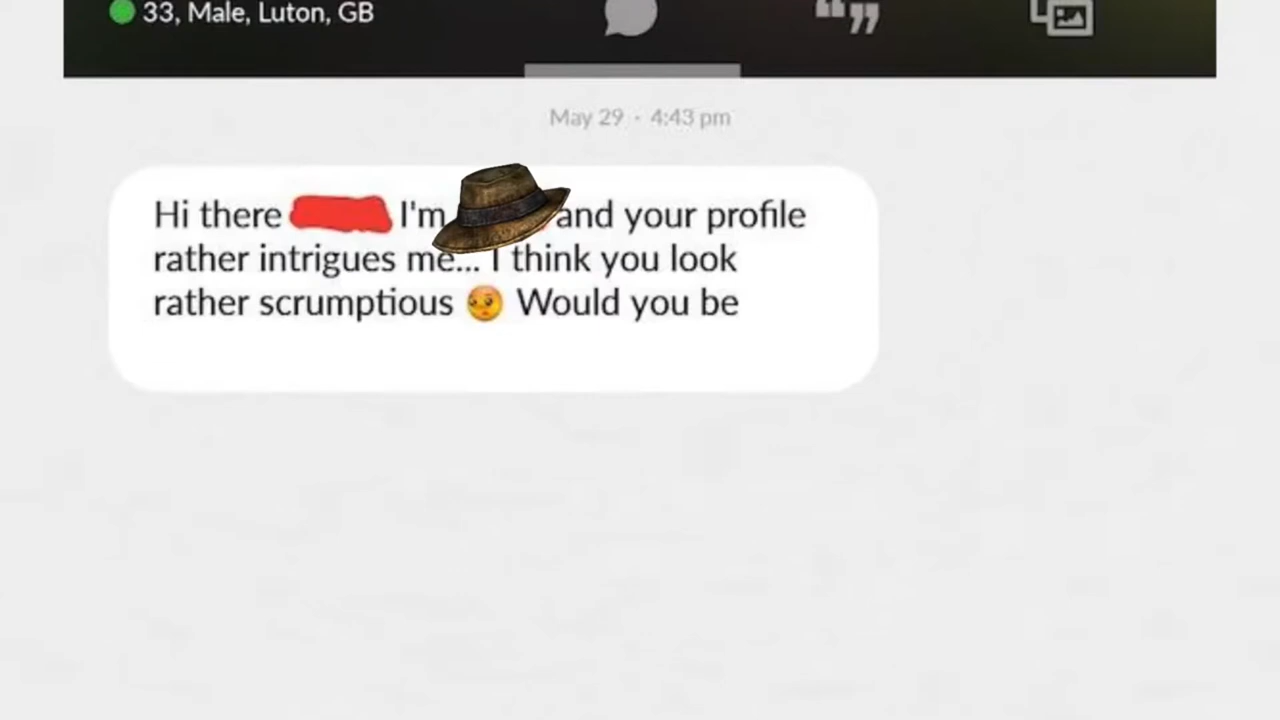 33, Male, Luton, GB
May 29 · 4:43 pm
Hi there I'm and your profile
rather intrigues me... I think you look
rather scrumptious 🥺 Would you be